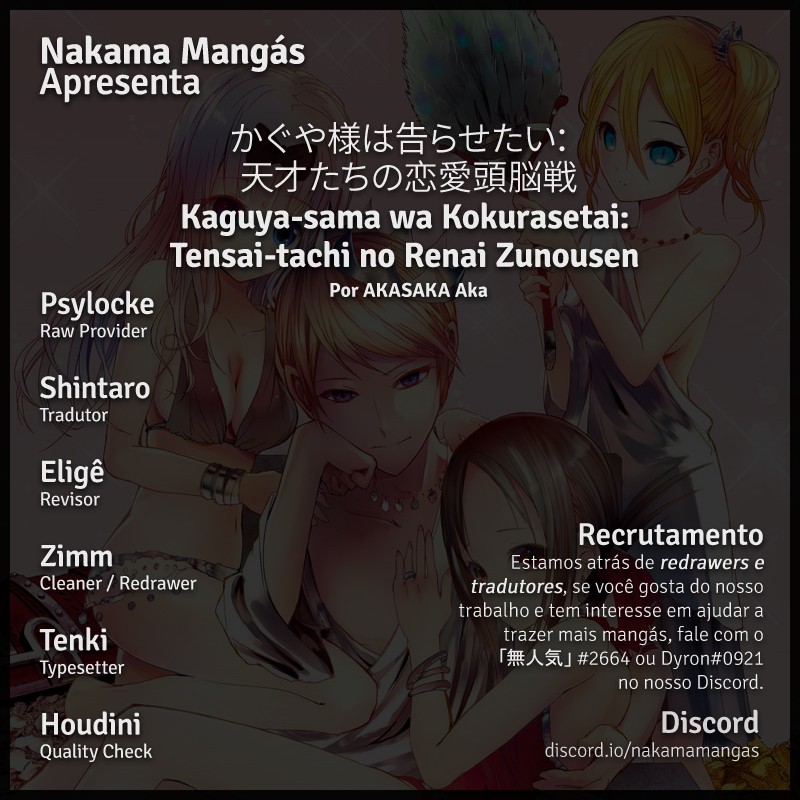 Nakama Mangás
Apresenta
かぐや様は告らせたい:
天才たちの恋愛頭脳戦
Kaguya-sama wa Kokurasetai:
Tensai-tachi no Renai Zunousen
Por AKASAKA Aka
Psylocke
Raw Provider
Shintaro
Tradutor
Eligê
Revisor
Zimm
Cleaner / Redrawer
Tenki
Typesetter
Houdini
Quality Check
Recrutamento
Estamos atrás de redrawers e
tradutores, se você gosta do nosso
trabalho e tem interesse em ajudar a
trazer mais mangás, fale com o
「無人気」 #2664 ou Dyron#0921
no nosso Discord.
Discord
discord.io/nakamamangas